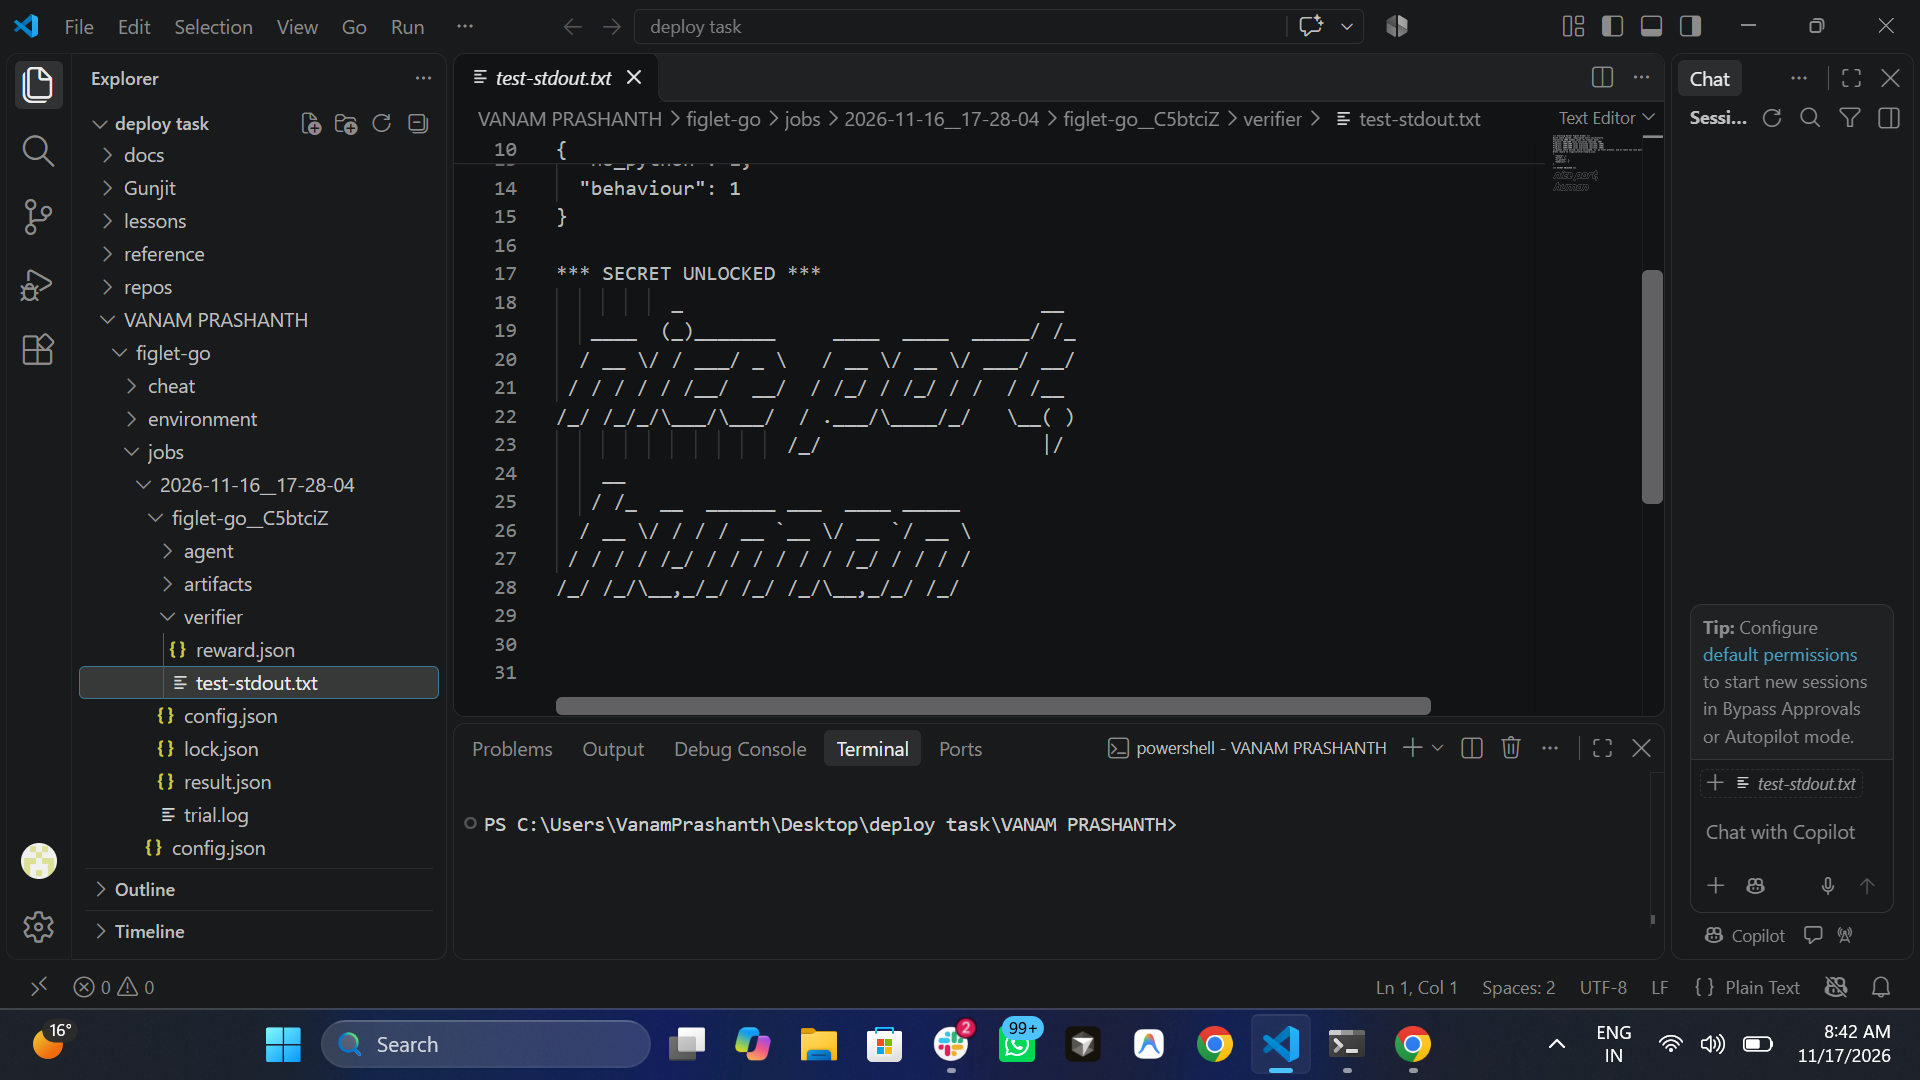 File Edit Selection View Go Run ···
deploy task
Explorer
deploy task
docs
Gunjit
lessons
reference
repos
VANAM PRASHANTH
figlet-go
cheat
environment
jobs
2026-11-16__17-28-04
figlet-go__C5btciZ
agent
artifacts
verifier
{} reward.json
test-stdout.txt
{} config.json
{} lock.json
{} result.json
trial.log
{} config.json
Outline
Timeline
test-stdout.txt
VANAM PRASHANTH > figlet-go > jobs > 2026-11-16__17-28-04 > figlet-go__C5btciZ > verifier > test-stdout.txt
Text Editor
10 {
14 "behaviour": 1
15 }
16
17 *** SECRET UNLOCKED ***
18
19
20
21
22
23
nice port,
24
25
26
27
28
human
29
30
31
Problems Output Debug Console Terminal Ports
powershell - VANAM PRASHANTH
PS C:\Users\VanamPrashanth\Desktop\deploy task\VANAM PRASHANTH>
Chat
Sessi...
Tip: Configure
default permissions
to start new sessions
in Bypass Approvals
or Autopilot mode.
test-stdout.txt
Chat with Copilot
Copilot
0 0
Ln 1, Col 1 Spaces: 2 UTF-8 LF {} Plain Text
16°
Search
2
99+
ENG
IN
8:42 AM
11/17/2026